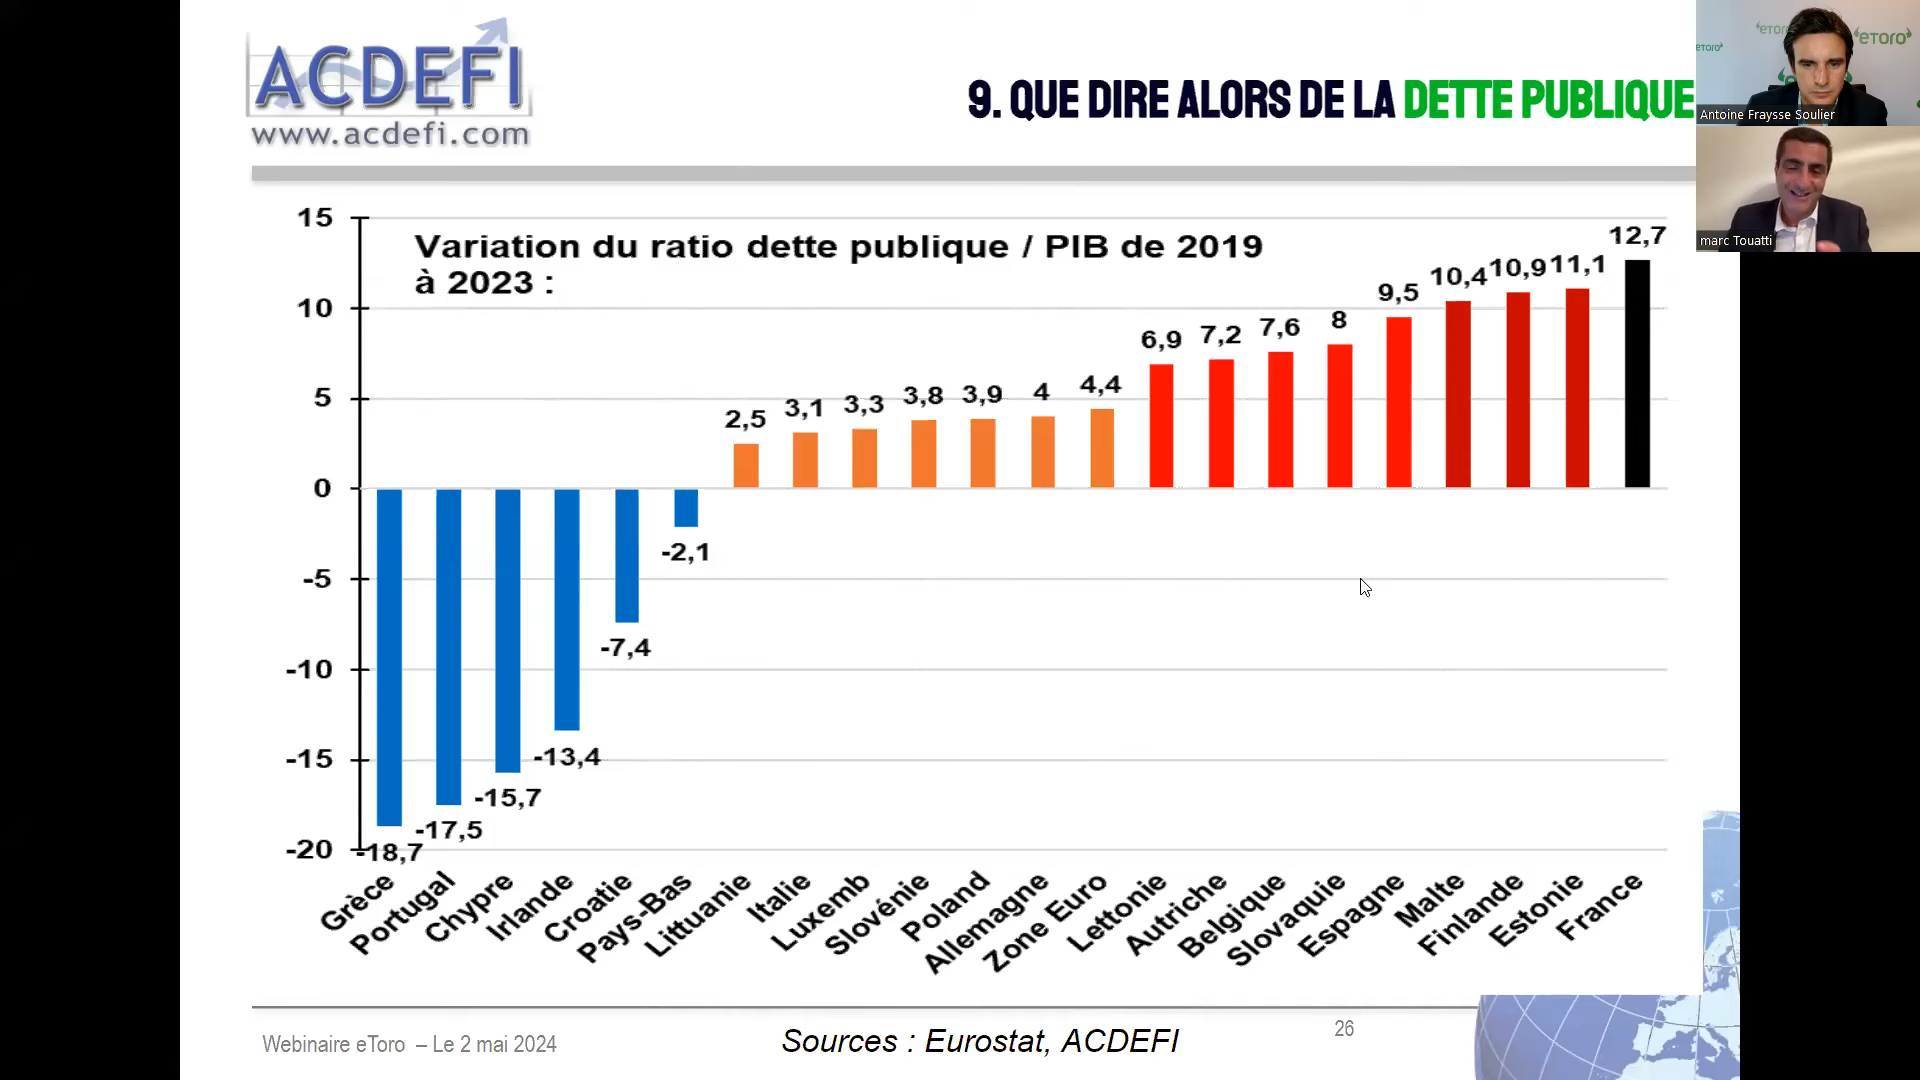 ACDEFI
www.acdefi.com
9. QUE DIRE ALORS DE LA DETTE PUBLIQUE
eTORO
eTORO
eTORO
Antoine Fraysse Soulier
marc Touatti
Variation du ratio dette publique / PIB de 2019
à 2023 :
15
10
5
0
-5
-10
-15
-20
-18,7
-17,5
-15,7
-13,4
-7,4
-2,1
2,5
3,1
3,3
3,8
3,9
4
4,4
6,9
7,2
7,6
8
9,5
10,4
10,9
11,1
12,7
Grèce
Portugal
Chypre
Irlande
Croatie
Pays-Bas
Littuanie
Italie
Luxemb
Slovénie
Poland
Allemagne
Zone Euro
Lettonie
Autriche
Belgique
Slovaquie
Espagne
Malte
Finlande
Estonie
France
Webinaire eToro – Le 2 mai 2024
Sources : Eurostat, ACDEFI
26